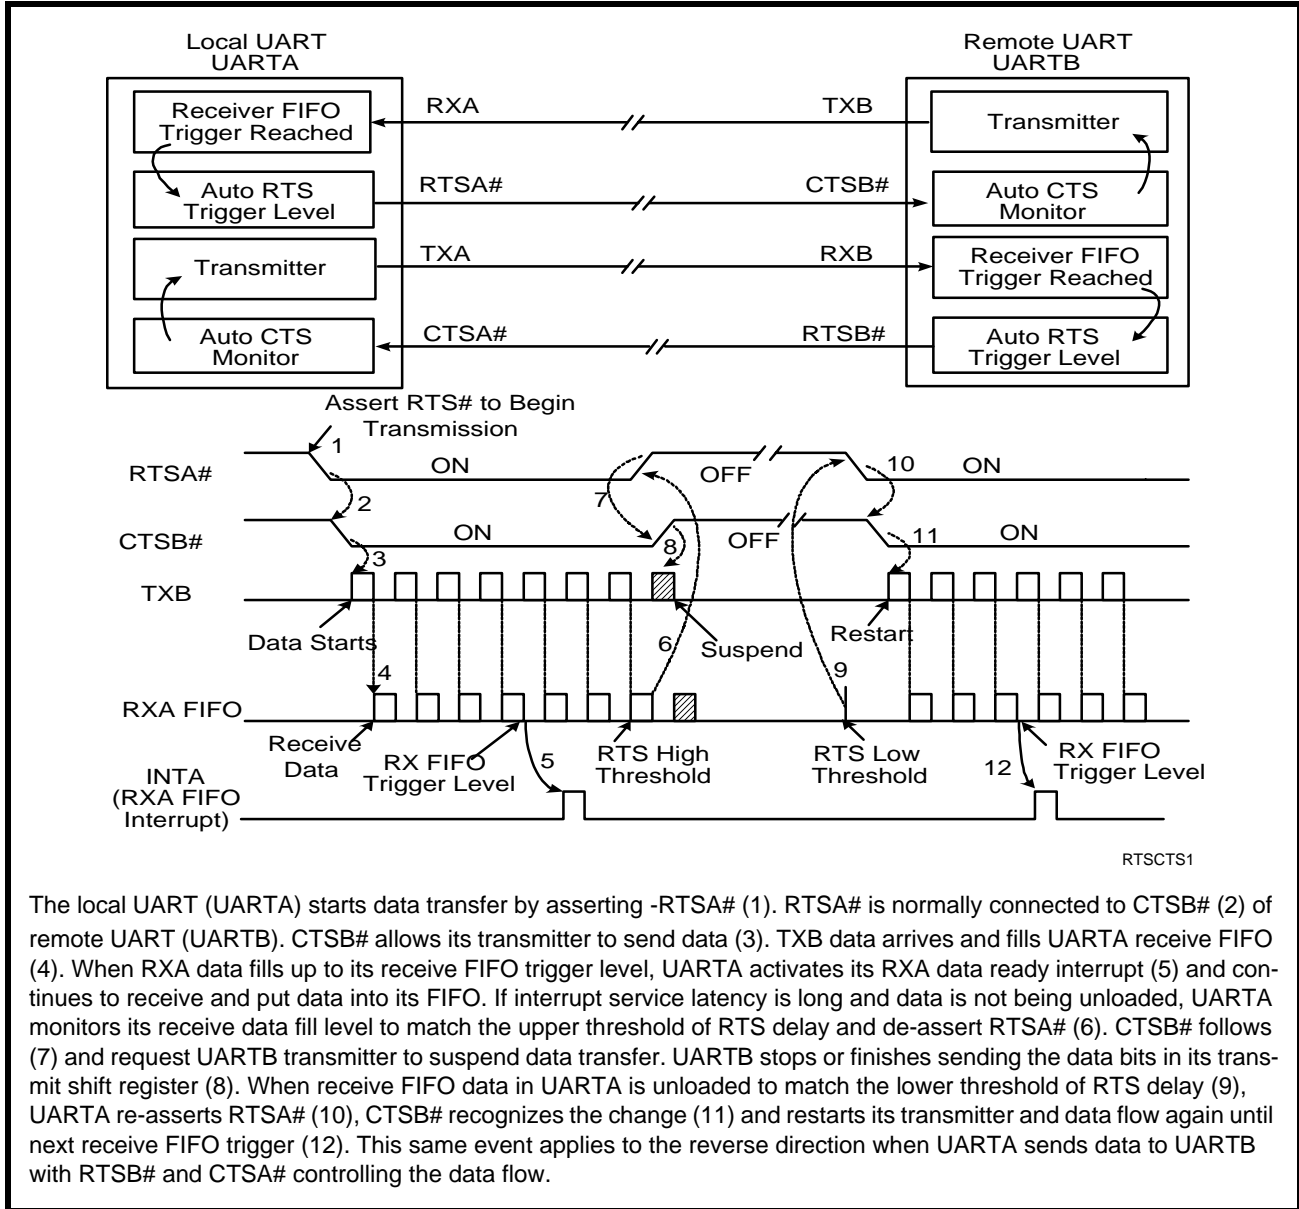 Local UART
UARTA
Remote UART
UARTB
Receiver FIFO
Trigger Reached
RXA
TXB
Transmitter
Auto RTS
Trigger Level
RTSA#
CTSB#
Auto CTS
Monitor
Transmitter
TXA
RXB
Receiver FIFO
Trigger Reached
Auto CTS
Monitor
CTSA#
RTSB#
Auto RTS
Trigger Level
Assert RTS# to Begin
Transmission
1
RTSA#
ON
OFF
10
ON
2
7
CTSB#
ON
8
OFF
11
ON
3
TXB
Data Starts
6
Suspend
Restart
4
9
RXA FIFO
Receive
Data
RX FIFO
Trigger Level
5
RTS High
Threshold
RTS Low
Threshold
12
RX FIFO
Trigger Level
INTA
(RXA FIFO
Interrupt)
RTSCTS1
The local UART (UARTA) starts data transfer by asserting -RTSA# (1). RTSA# is normally connected to CTSB# (2) of
remote UART (UARTB). CTSB# allows its transmitter to send data (3). TXB data arrives and fills UARTA receive FIFO
(4). When RXA data fills up to its receive FIFO trigger level, UARTA activates its RXA data ready interrupt (5) and con-
tinues to receive and put data into its FIFO. If interrupt service latency is long and data is not being unloaded, UARTA
monitors its receive data fill level to match the upper threshold of RTS delay and de-assert RTSA# (6). CTSB# follows
(7) and request UARTB transmitter to suspend data transfer. UARTB stops or finishes sending the data bits in its trans-
mit shift register (8). When receive FIFO data in UARTA is unloaded to match the lower threshold of RTS delay (9),
UARTA re-asserts RTSA# (10), CTSB# recognizes the change (11) and restarts its transmitter and data flow again until
next receive FIFO trigger (12). This same event applies to the reverse direction when UARTA sends data to UARTB
with RTSB# and CTSA# controlling the data flow.